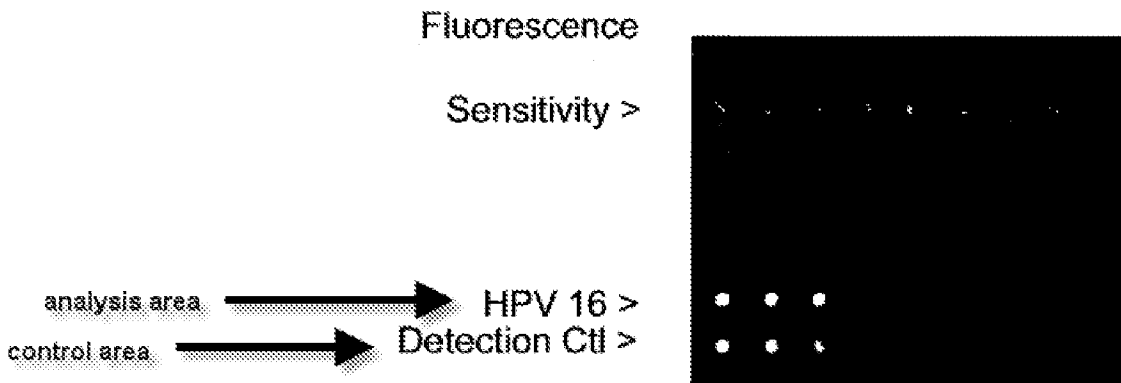 Fluorescence
Sensitivity >
analysis area
HPV 16 >
control area
Detection Ctl >